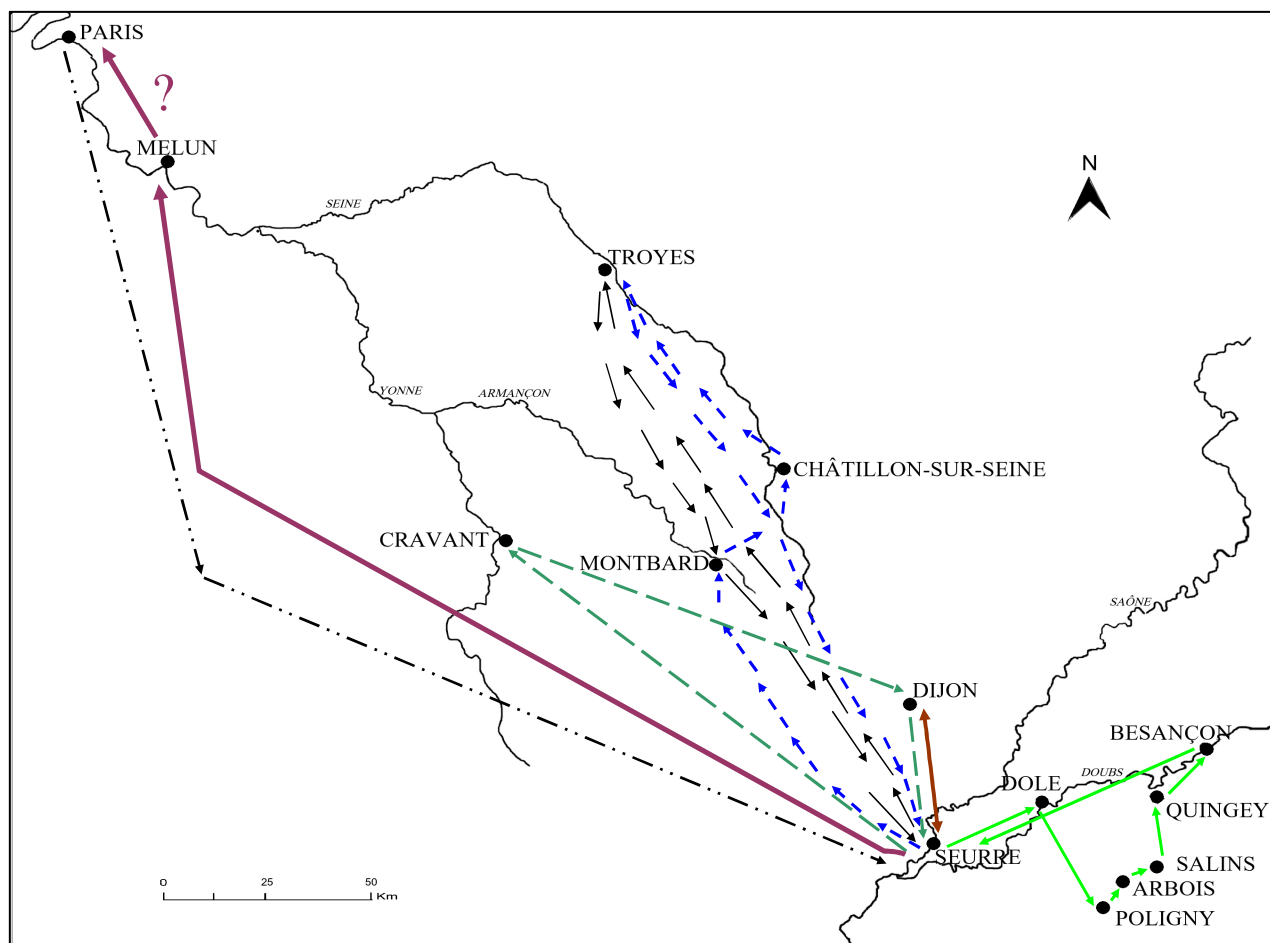 PARIS
?
MELUN
N
SEINE
TROYES
YONNE
ARMANÇON
CHÂTILLON-SUR-SEINE
CRAVANT
MONTBARD
SAÔNE
DIJON
BESANÇON
DOUBS
DOLE
QUINGEY
SEURRE
SALINS
ARBOIS
POLIGNY
0 25 50
Km